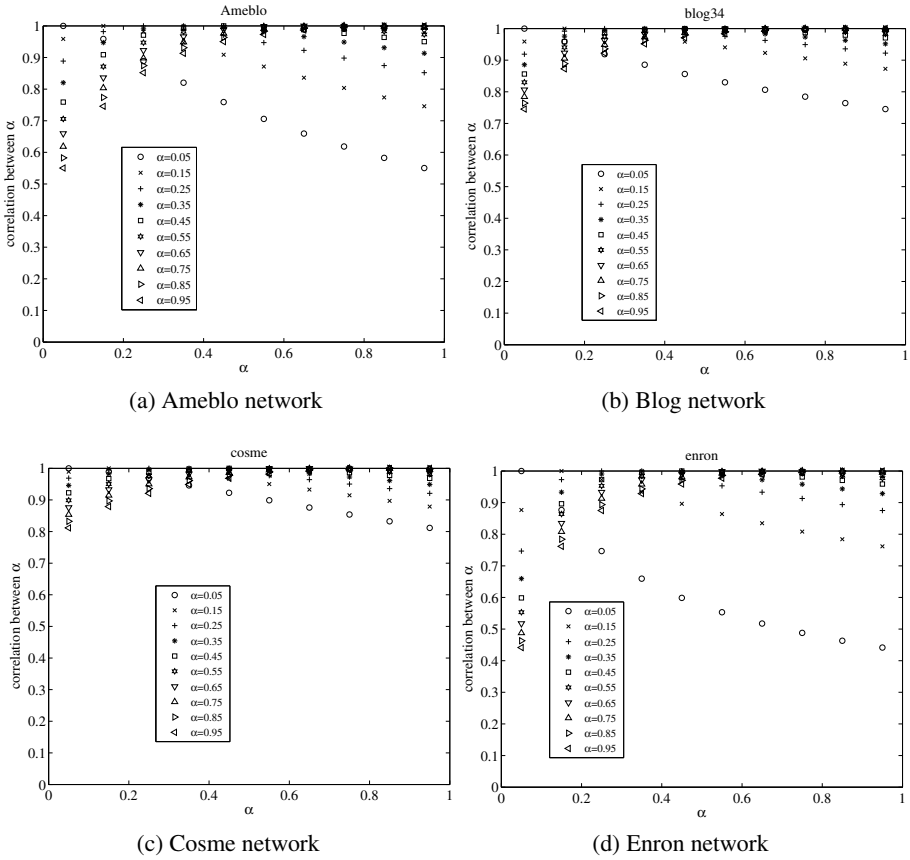 Ameblo
1
0.9
0.8
0.7
0.6
0.5
0.4
0.3
0.2
0.1
0
0
0.2
0.4
0.6
0.8
1
correlation between α
α
α=0.05
α=0.15
α=0.25
α=0.35
α=0.45
α=0.55
α=0.65
α=0.75
α=0.85
α=0.95
(a) Ameblo network
blog34
1
0.9
0.8
0.7
0.6
0.5
0.4
0.3
0.2
0.1
0
0
0.2
0.4
0.6
0.8
1
correlation between α
α
α=0.05
α=0.15
α=0.25
α=0.35
α=0.45
α=0.55
α=0.65
α=0.75
α=0.85
α=0.95
(b) Blog network
cosme
1
0.9
0.8
0.7
0.6
0.5
0.4
0.3
0.2
0.1
0
0
0.2
0.4
0.6
0.8
1
correlation between α
α
α=0.05
α=0.15
α=0.25
α=0.35
α=0.45
α=0.55
α=0.65
α=0.75
α=0.85
α=0.95
(c) Cosme network
enron
1
0.9
0.8
0.7
0.6
0.5
0.4
0.3
0.2
0.1
0
0
0.2
0.4
0.6
0.8
1
correlation between α
α
α=0.05
α=0.15
α=0.25
α=0.35
α=0.45
α=0.55
α=0.65
α=0.75
α=0.85
α=0.95
(d) Enron network